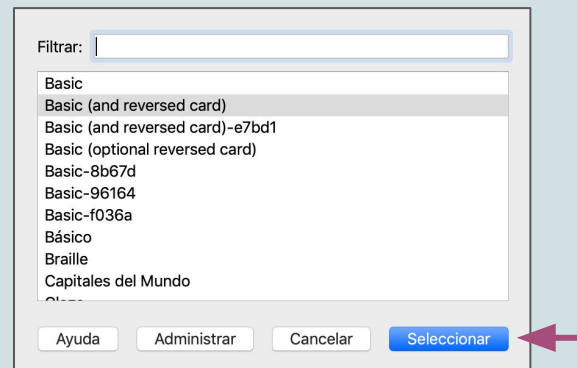 Filtrar:
Basic
Basic (and reversed card)
Basic (and reversed card)-e7bd1
Basic (optional reversed card)
Basic-8b67d
Basic-96164
Basic-f036a
Básico
Braille
Capitales del Mundo
Ayuda Administrar Cancelar Seleccionar